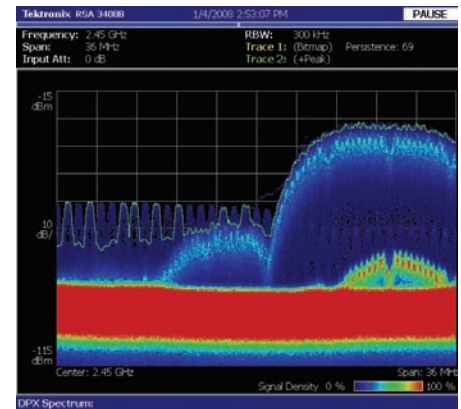 Tektronix RSA 3408B 1/4/2008 2:53:07 PM PAUSE
Frequency: 2.45 GHz RBW: 300 kHz
Span: 36 MHz Trace 1: (Bitmap) Persistence: 69
Input Att: 0 dB Trace 2: (+Peak)
-15
dBm
10
dB/
-115
dBm
Center: 2.45 GHz Span: 36 MHz
Signal Density 0 % 100 %
DPX Spectrum: